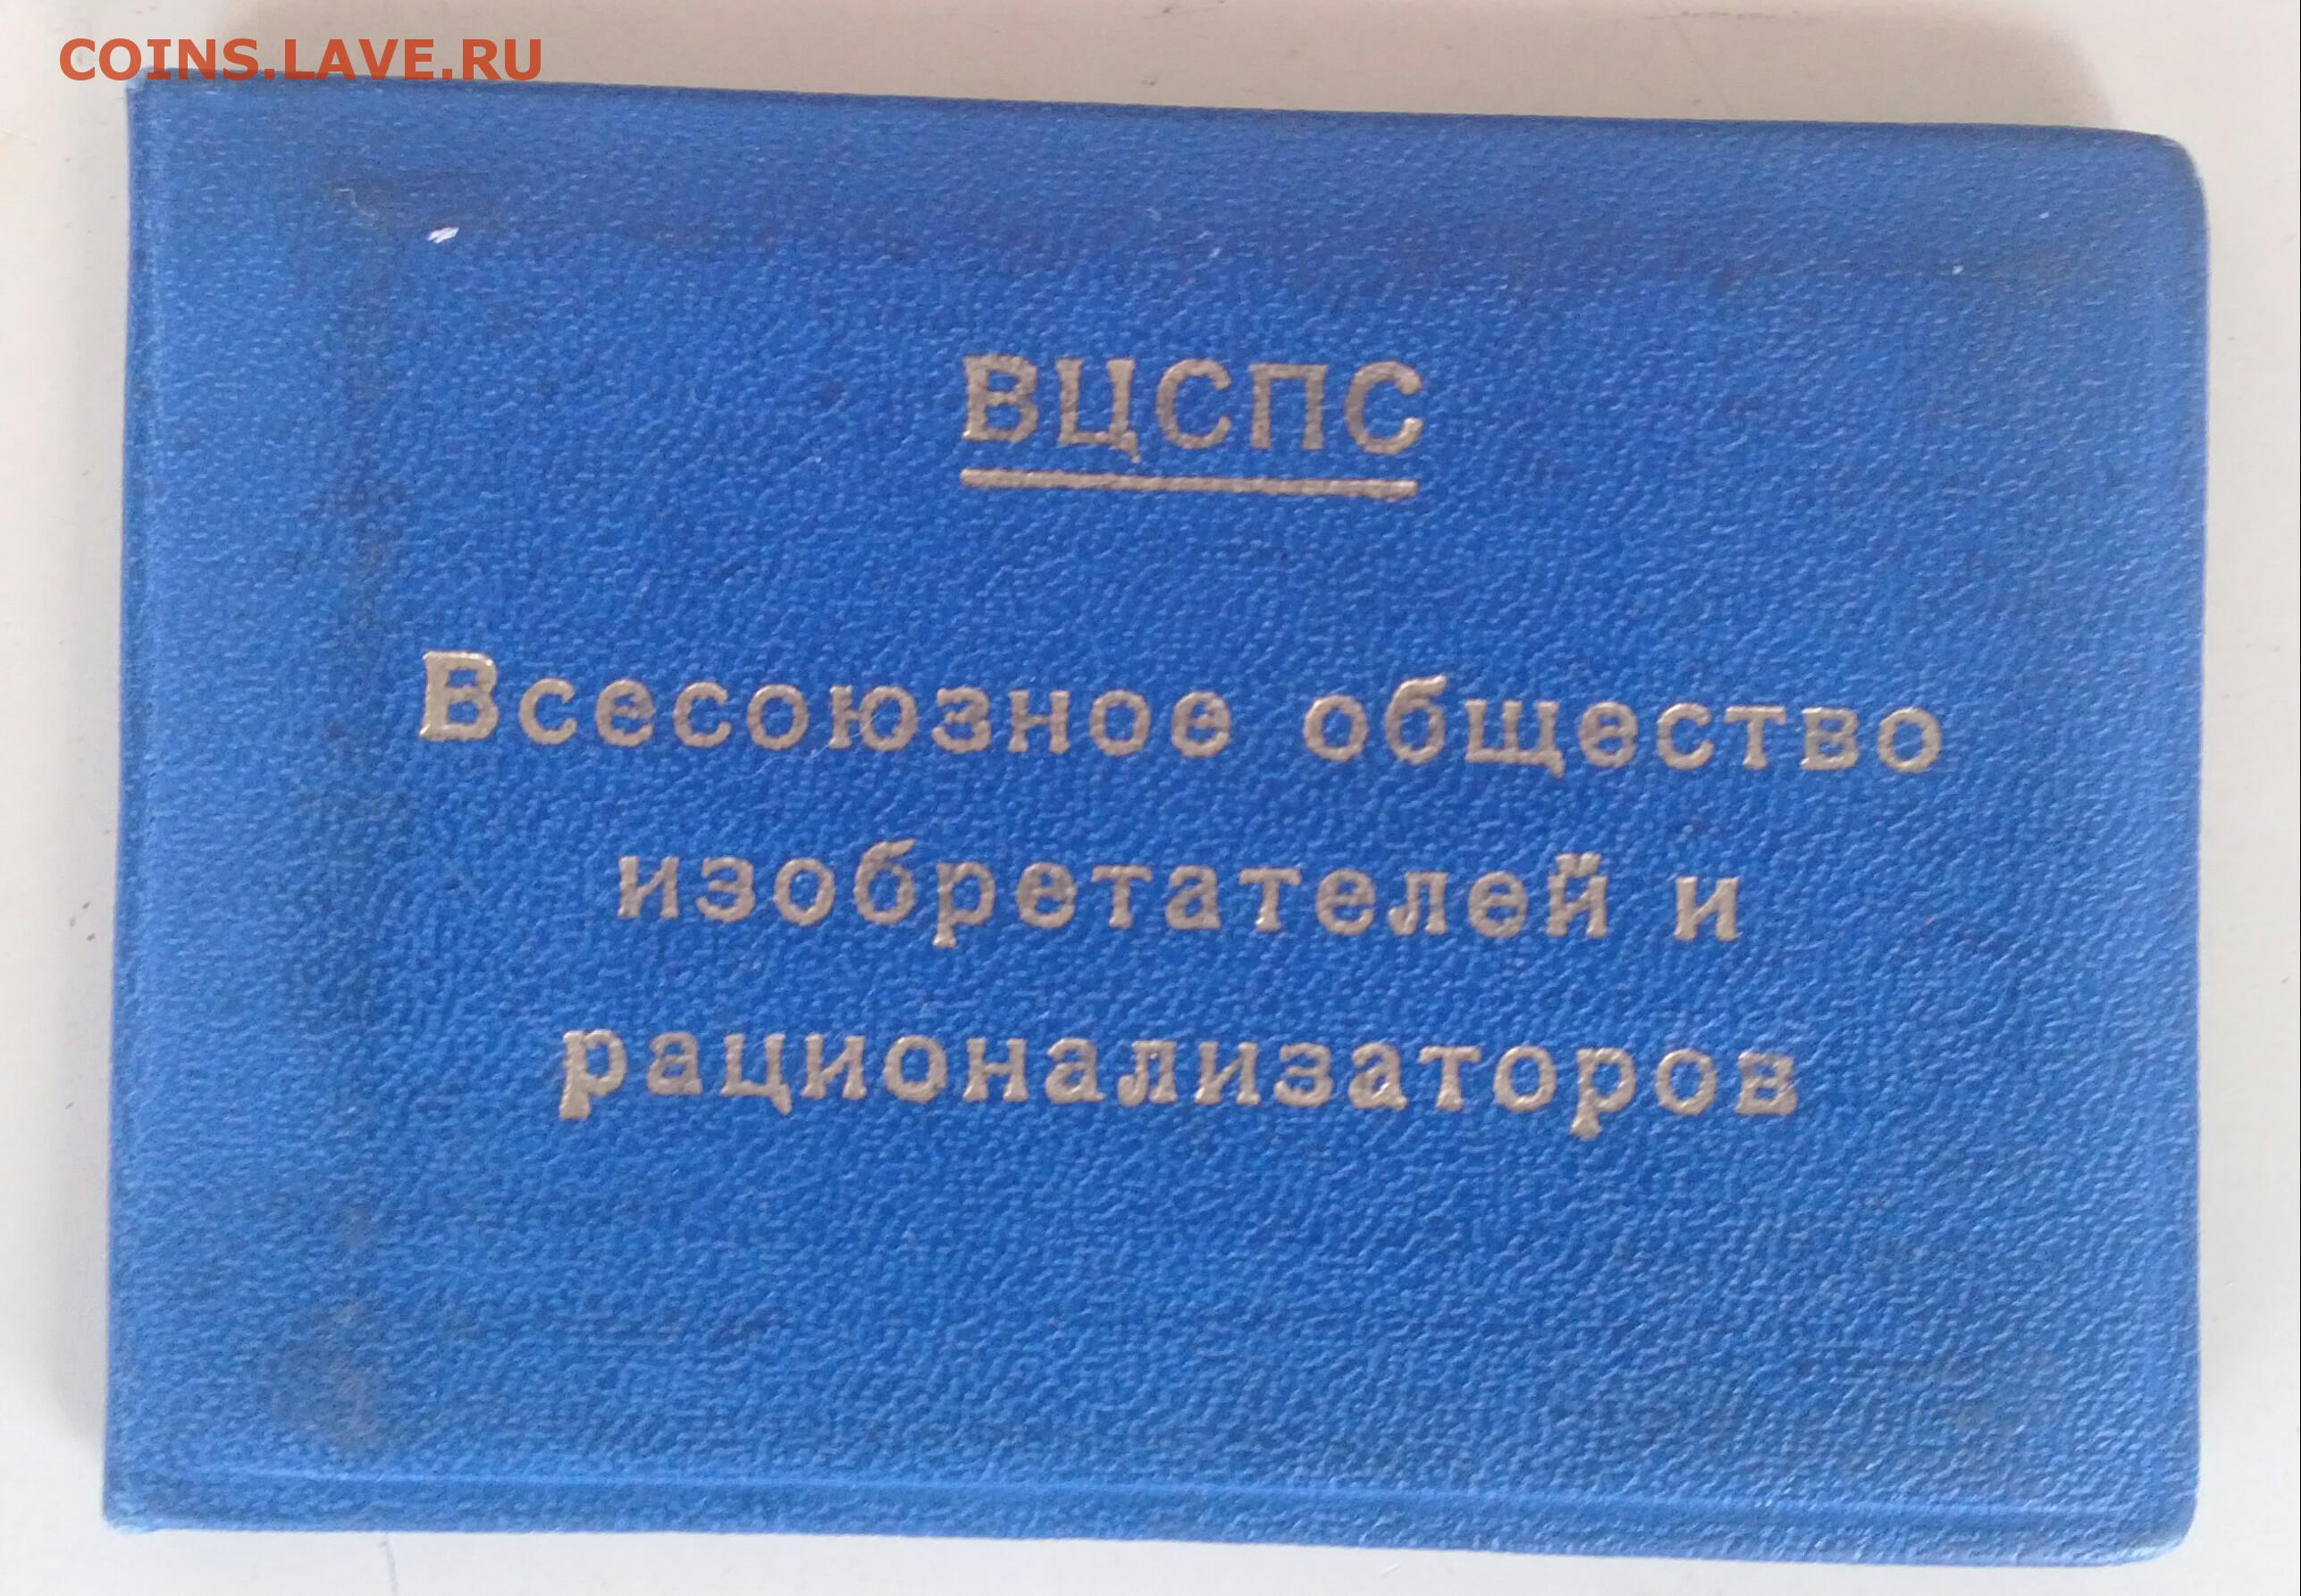 COINS.LAVE.RU
ВЦСПС
Всесоюзное общество
изобретателей и
рационализаторов